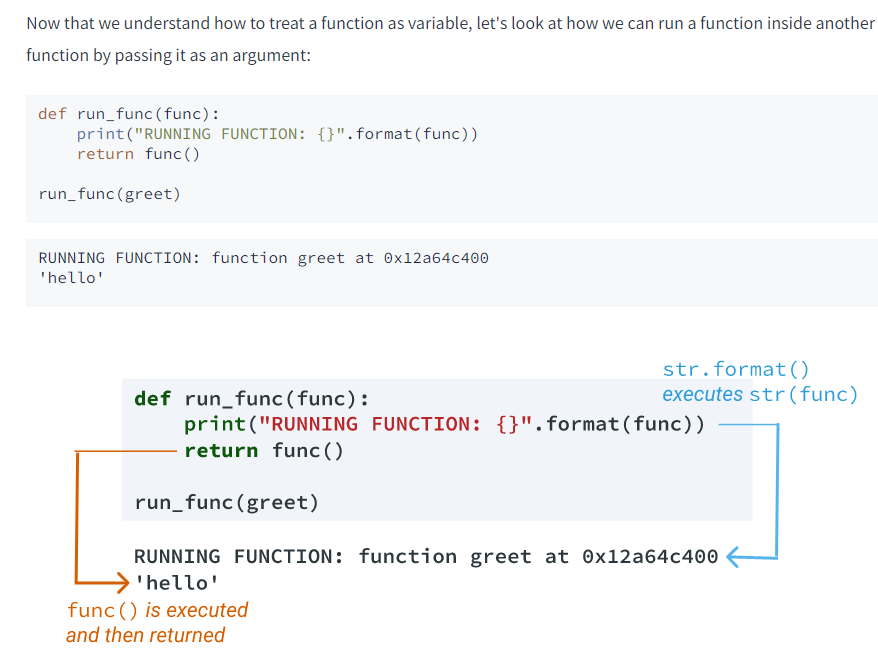 Now that we understand how to treat a function as variable, let's look at how we can run a function inside another
function by passing it as an argument:
def run_func(func):
    print("RUNNING FUNCTION: {}".format(func))
    return func()
run_func(greet)
RUNNING FUNCTION: function greet at 0x12a64c400
'hello'
str.format()
executes str(func)
def run_func(func):
    print("RUNNING FUNCTION: {}".format(func))
    return func()
run_func(greet)
RUNNING FUNCTION: function greet at 0x12a64c400
'hello'
func() is executed
and then returned